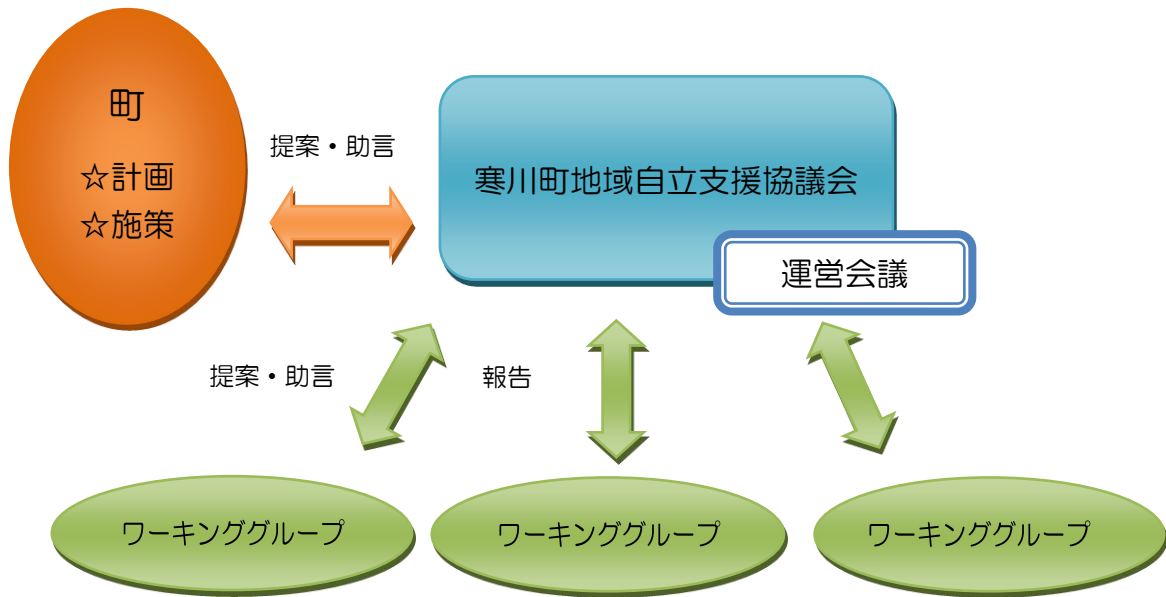 町
☆計画
☆施策
提案・助言
寒川町地域自立支援協議会
運営会議
提案・助言
報告
ワーキンググループ
ワーキンググループ
ワーキンググループ